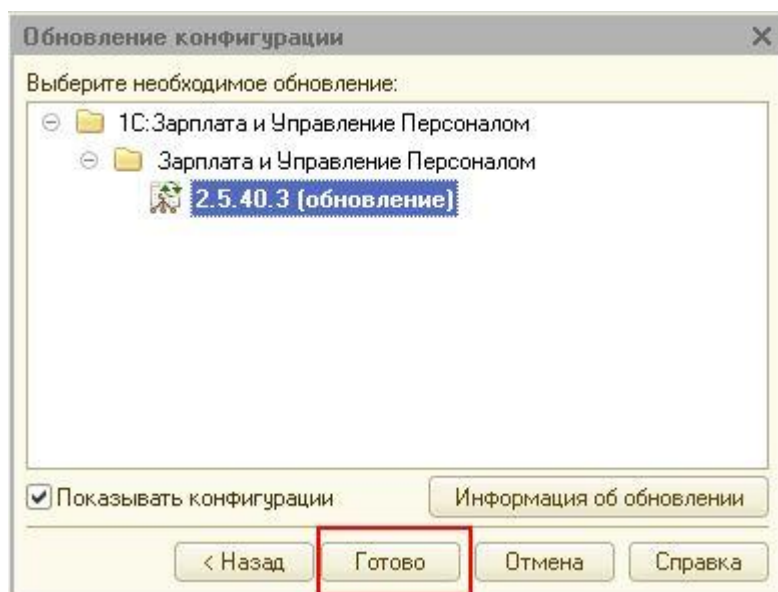 Обновление конфигурации
Выберите необходимое обновление:
1С:Зарплата и Управление Персоналом
Зарплата и Управление Персоналом
2.5.40.3 (обновление)
Показывать конфигурации
Информация об обновлении
< Назад
Готово
Отмена
Справка